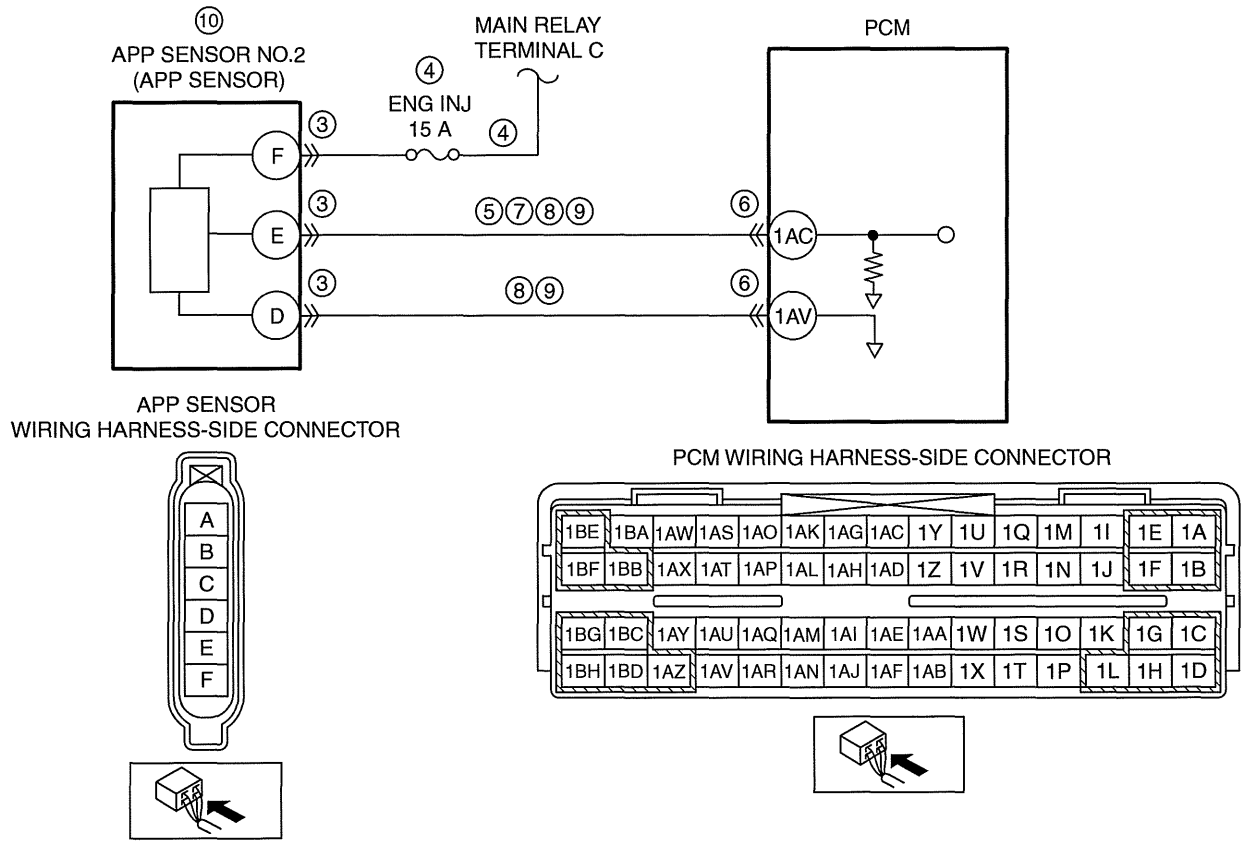 ⑩
APP SENSOR NO.2
(APP SENSOR)
MAIN RELAY
TERMINAL C
PCM
④
ENG INJ
15 A
③
④
F
③
⑤⑦⑧⑨
⑥
E
1AC
③
⑧⑨
⑥
D
1AV
APP SENSOR
WIRING HARNESS-SIDE CONNECTOR
A
B
C
D
E
F
PCM WIRING HARNESS-SIDE CONNECTOR
1BE 1BA 1AW 1AS 1AO 1AK 1AG 1AC 1Y 1U 1Q 1M 1I 1E 1A
1BF 1BB 1AX 1AT 1AP 1AL 1AH 1AD 1Z 1V 1R 1N 1J 1F 1B
1BG 1BC 1AY 1AU 1AQ 1AM 1AI 1AE 1AA 1W 1S 1O 1K 1G 1C
1BH 1BD 1AZ 1AV 1AR 1AN 1AJ 1AF 1AB 1X 1T 1P 1L 1H 1D